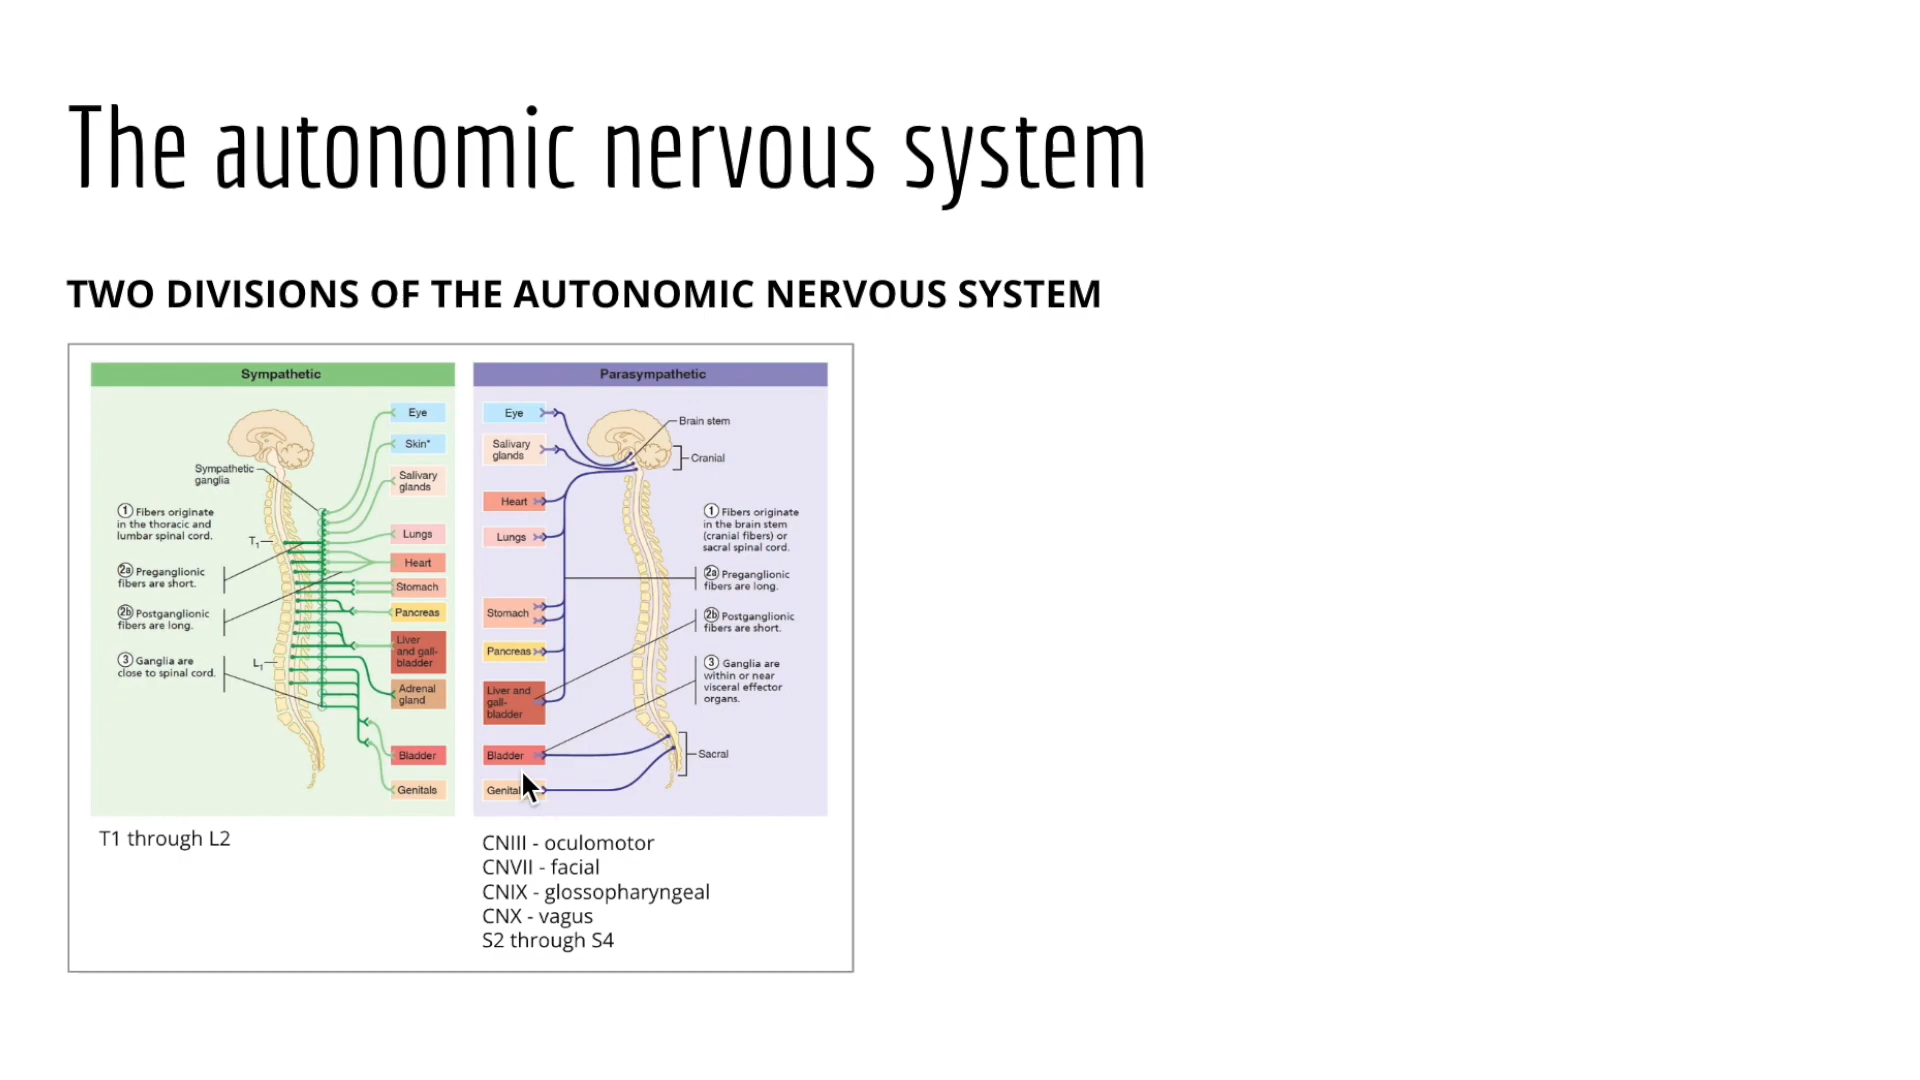 The autonomic nervous system
TWO DIVISIONS OF THE AUTONOMIC NERVOUS SYSTEM
Sympathetic
Eye
Skin*
Sympathetic
ganglia
Salivary
glands
1 Fibers originate
in the thoracic and
lumbar spinal cord.
T1
Lungs
Heart
2a Preganglionic
fibers are short.
Stomach
2b Postganglionic
fibers are long.
Pancreas
Liver
and gall-
bladder
3 Ganglia are
close to spinal cord.
L1
Adrenal
gland
Bladder
Genitals
T1 through L2
Parasympathetic
Eye
Brain stem
Salivary
glands
Cranial
Heart
1 Fibers originate
in the brain stem
(cranial fibers) or
sacral spinal cord.
Lungs
2a Preganglionic
fibers are long.
Stomach
2b Postganglionic
fibers are short.
Pancreas
3 Ganglia are
within or near
visceral effector
organs.
Liver and
gall-
bladder
Bladder
Sacral
CNIII - oculomotor
CNVII - facial
CNIX - glossopharyngeal
CNX - vagus
S2 through S4